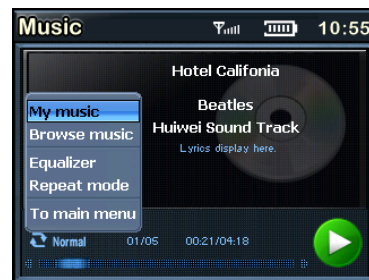 Music 10:55
Hotel Califonia
Beatles
Huiwei Sound Track
Lyrics display here.
My music
Browse music
Equalizer
Repeat mode
To main menu
Normal 01/06 00:21/04:18